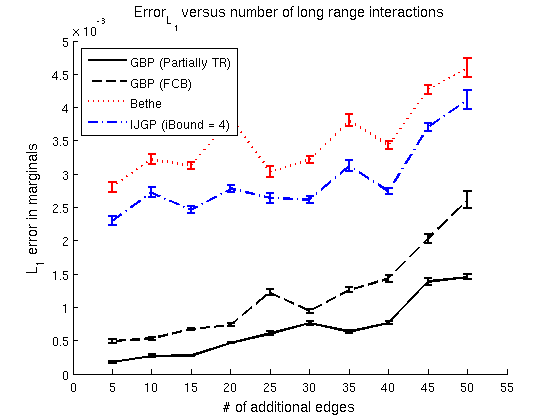 Error_L1 versus number of long range interactions
× 10^-3
5
4.5
4
3.5
3
2.5
2
1.5
1
0.5
0
GBP (Partially TR)
GBP (FCB)
Bethe
IJGP (iBound = 4)
L1 error in marginals
0 5 10 15 20 25 30 35 40 45 50 55
# of additional edges